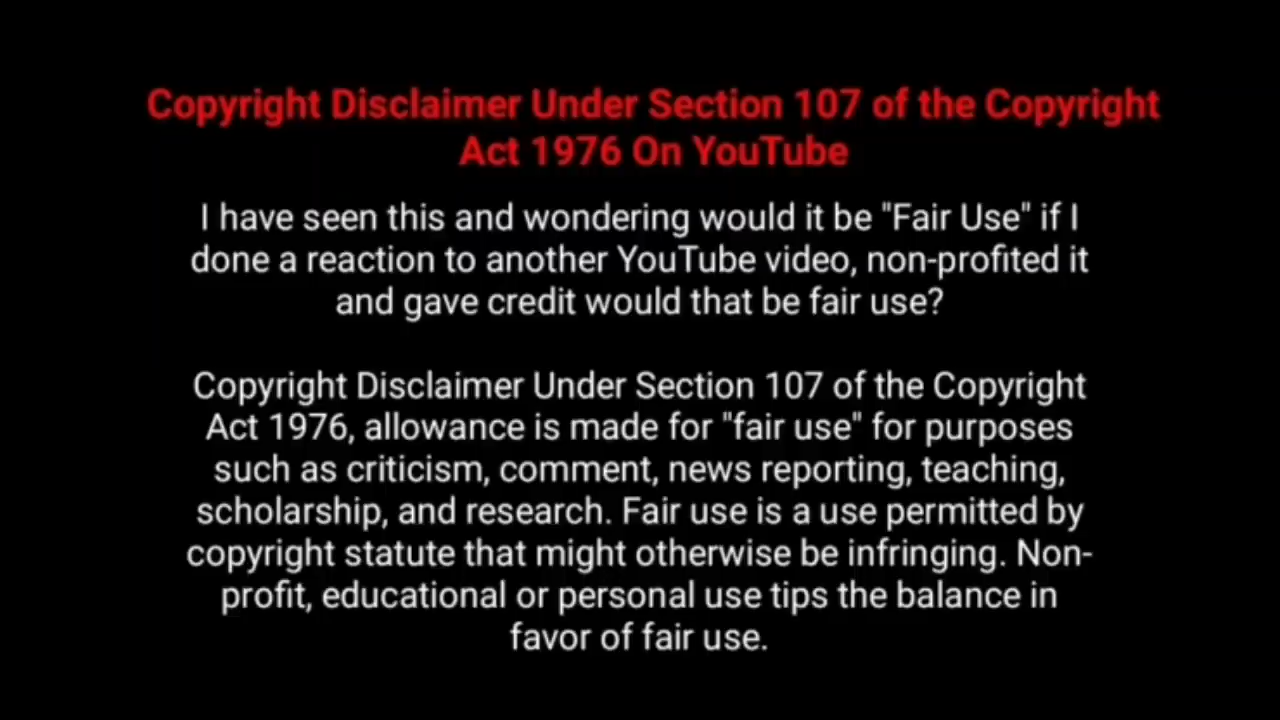 Copyright Disclaimer Under Section 107 of the Copyright
Act 1976 On YouTube
I have seen this and wondering would it be "Fair Use" if I
done a reaction to another YouTube video, non-profited it
and gave credit would that be fair use?
Copyright Disclaimer Under Section 107 of the Copyright
Act 1976, allowance is made for "fair use" for purposes
such as criticism, comment, news reporting, teaching,
scholarship, and research. Fair use is a use permitted by
copyright statute that might otherwise be infringing. Non-
profit, educational or personal use tips the balance in
favor of fair use.